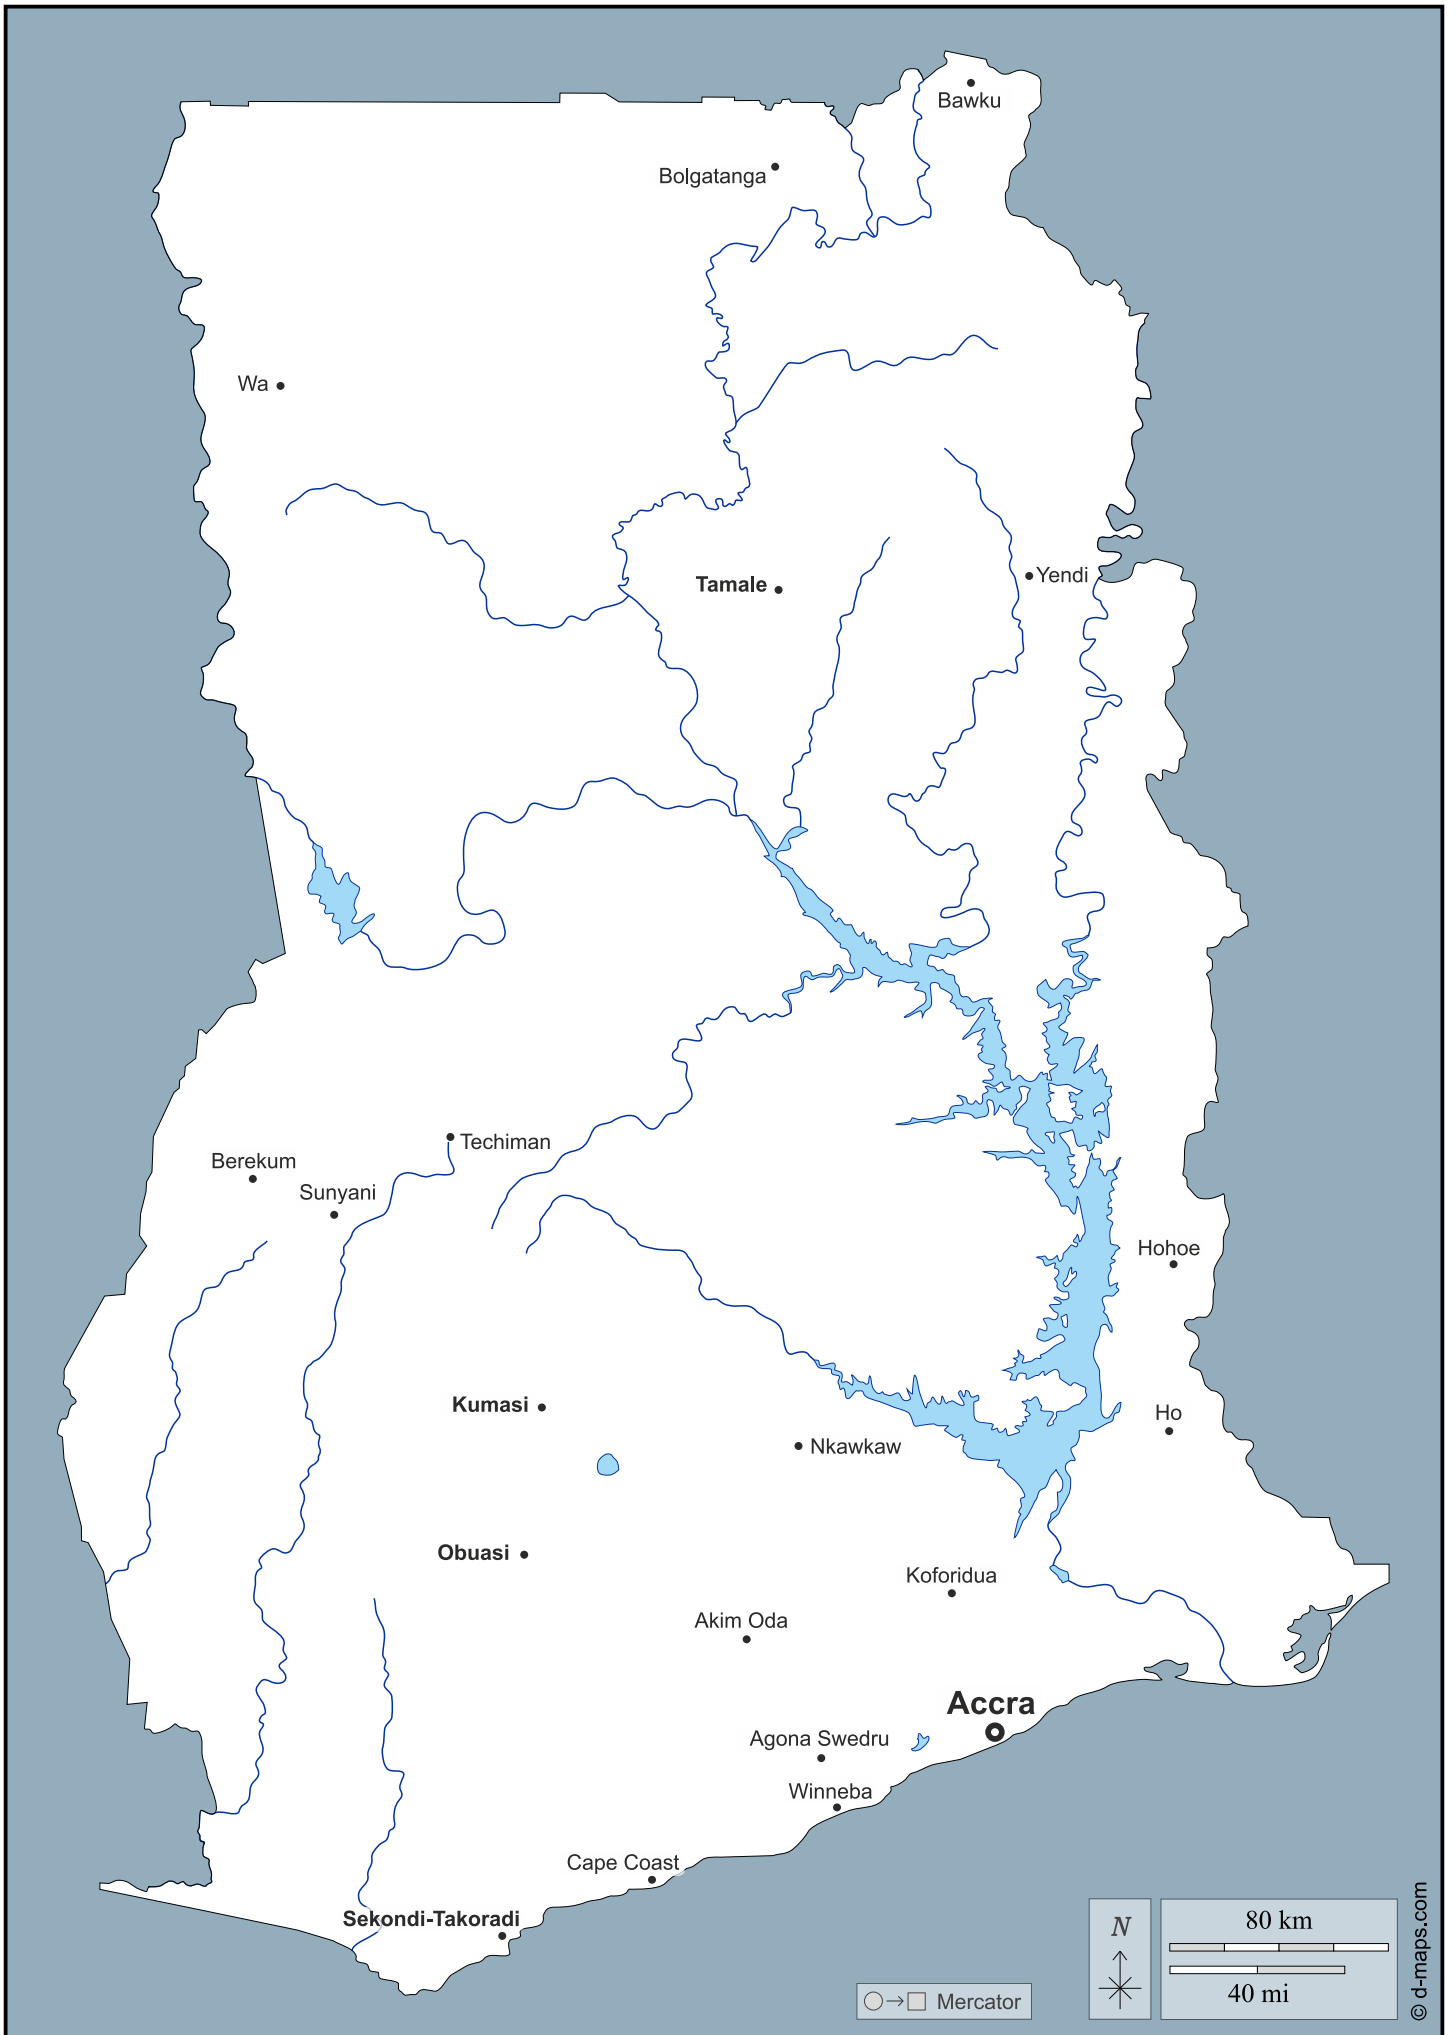 Bawku
Bolgatanga
Wa
Yendi
Tamale
Techiman
Berekum
Sunyani
Hohoe
Kumasi
Ho
Nkawkaw
Obuasi
Koforidua
Akim Oda
Accra
Agona Swedru
Winneba
Cape Coast
Sekondi-Takoradi
N
80 km
40 mi
Mercator
© d-maps.com